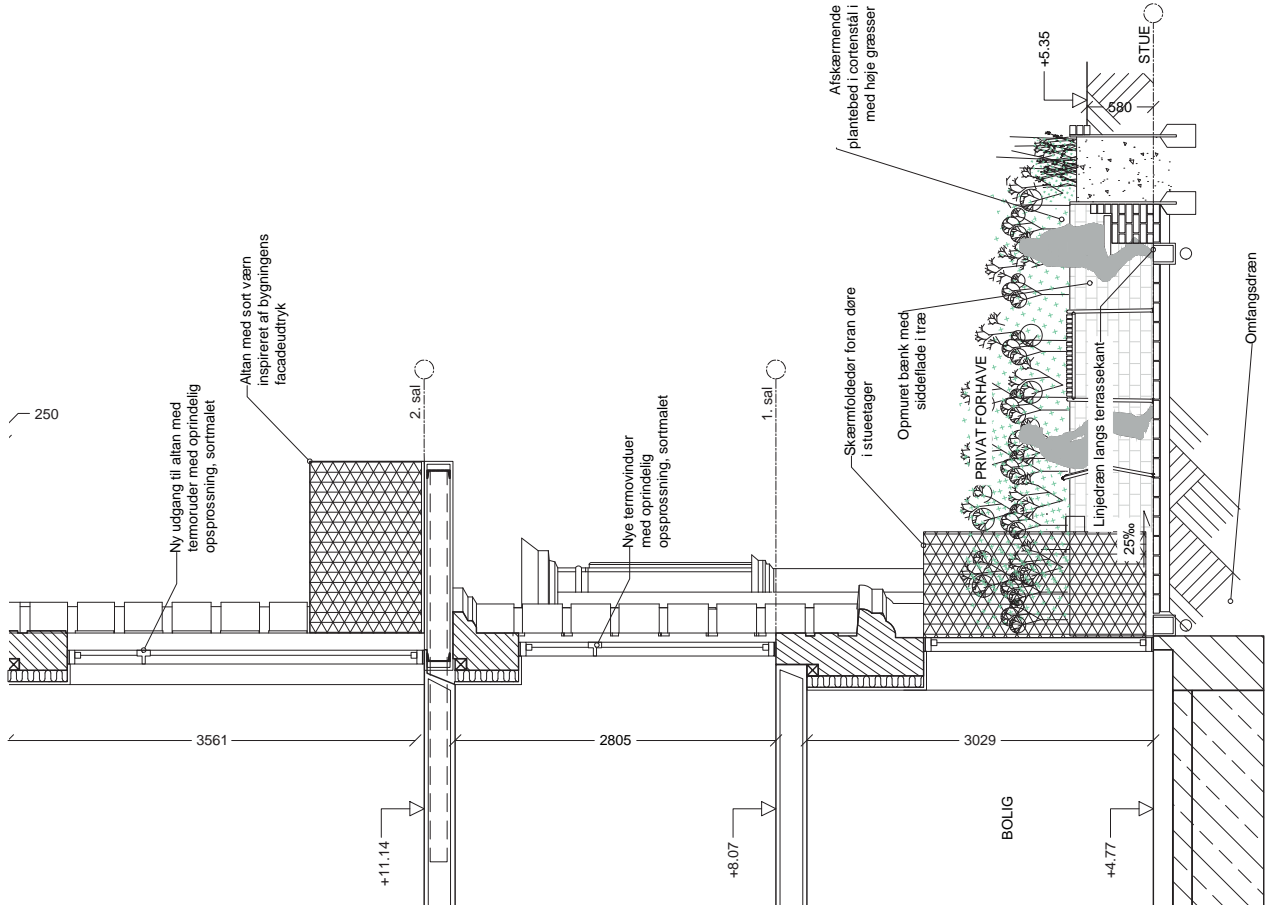 250
Ny udgang til altan med
termoruder med oprindelig
opsprossning, sortmalet
Altan med sort værn
inspireret af bygningens
facadeudtryk
2. sal
Nye termovinduer
med oprindelig
opsprossning, sortmalet
1. sal
Skærmfoldedør foran døre
i stueetager
Opmuret bænk med
siddeflade i træ
Afskærmende
plantebed i cortenstål i
med høje græsser
PRIVAT FORHAVE
Linjedræn langs terrassekant
25‰
Omfangsdræn
+5.35
580
STUE
3561
2805
3029
+11.14
+8.07
+4.77
BOLIG